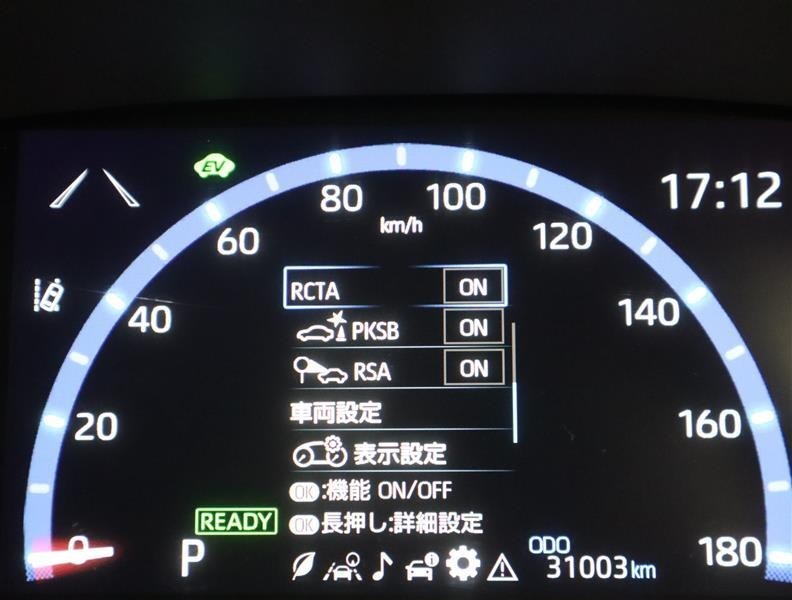 EV
17:12
80
100
km/h
60
120
RCTA ON
40
140
PKSB ON
RSA ON
車両設定
20
160
表示設定
OK:機能 ON/OFF
READY
OK長押し:詳細設定
0
P
ODO
31003km
180